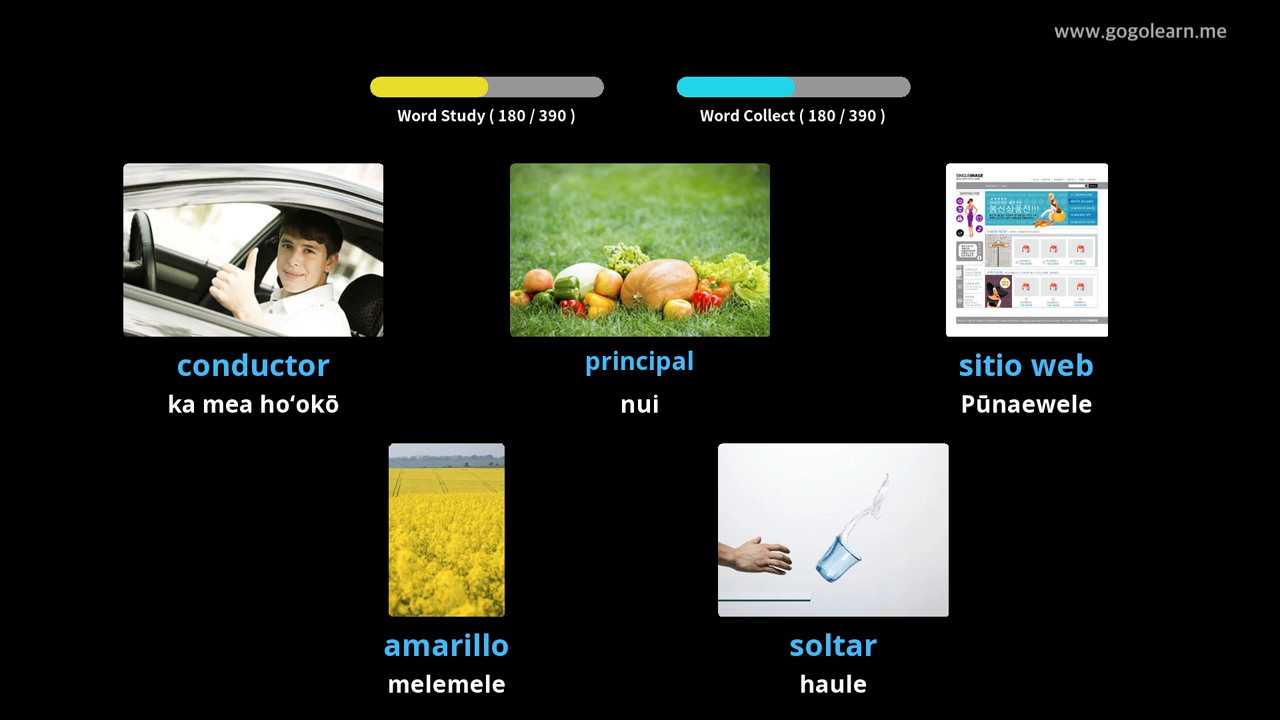 www.gogolearn.me
Word Study ( 180 / 390 )
Word Collect ( 180 / 390 )
conductor
ka mea hoʻokō
principal
nui
sitio web
Pūnaewele
amarillo
melemele
soltar
haule